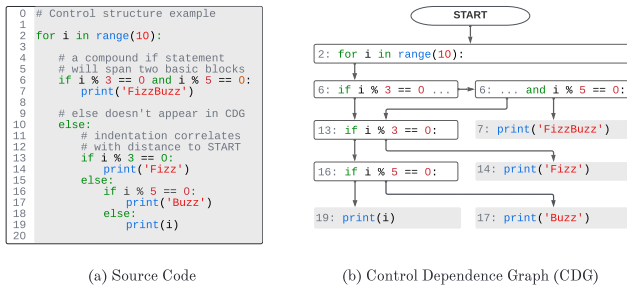 0 # Control structure example
1
2 for i in range(10):
3
4 # a compound if statement
5 # will span two basic blocks
6 if i % 3 == 0 and i % 5 == 0:
7 print('FizzBuzz')
8
9 # else doesn't appear in CDG
10 else:
11 # indentation correlates
12 # with distance to START
13 if i % 3 == 0:
14 print('Fizz')
15 else:
16 if i % 5 == 0:
17 print('Buzz')
18 else:
19 print(i)
20
(a) Source Code
START
2: for i in range(10):
6: if i % 3 == 0 ...
6: ... and i % 5 == 0:
13: if i % 3 == 0:
7: print('FizzBuzz')
16: if i % 5 == 0:
14: print('Fizz')
19: print(i)
17: print('Buzz')
(b) Control Dependence Graph (CDG)